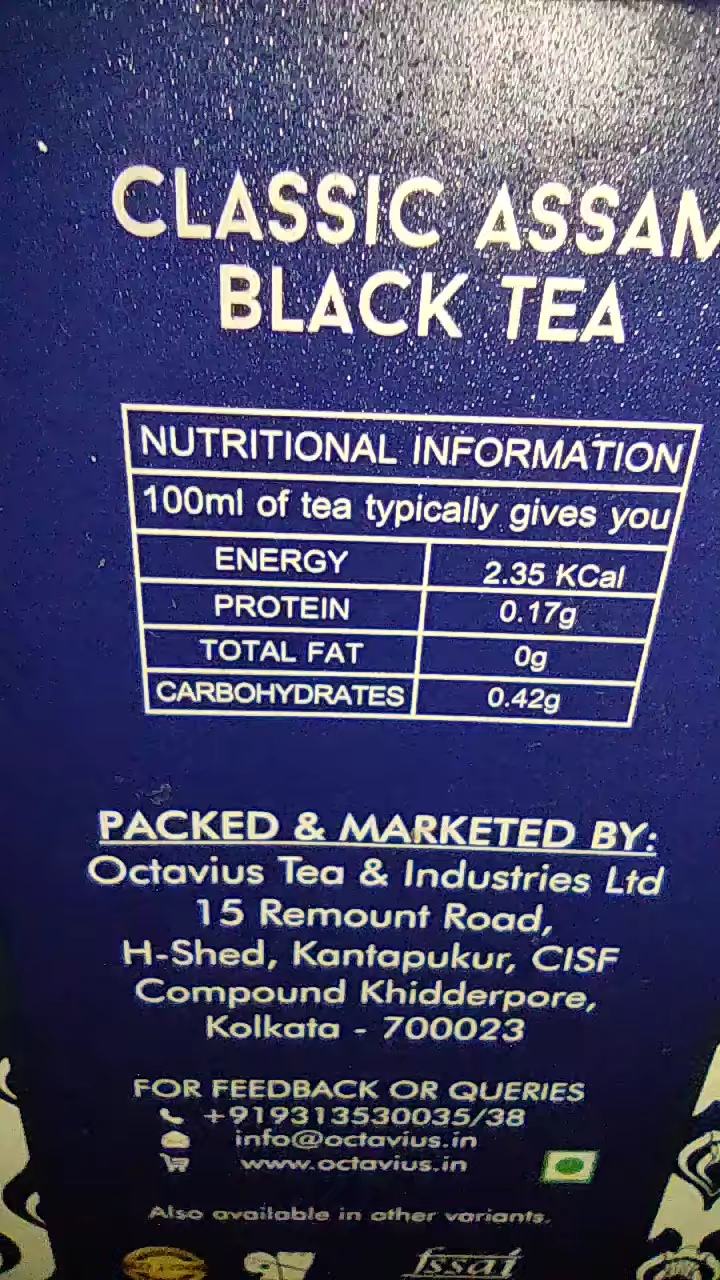 CLASSIC ASSAM
BLACK TEA
NUTRITIONAL INFORMATION
100ml of tea typically gives you
ENERGY 2.35 KCal
PROTEIN 0.17g
TOTAL FAT 0g
CARBOHYDRATES 0.42g
PACKED & MARKETED BY:
Octavius Tea & Industries Ltd
15 Remount Road,
H-Shed, Kantapukur, CISF
Compound Khidderpore,
Kolkata - 700023
FOR FEEDBACK OR QUERIES
+919313530035/38
info@octavius.in
www.octavius.in
Also available in other variants.
fssai